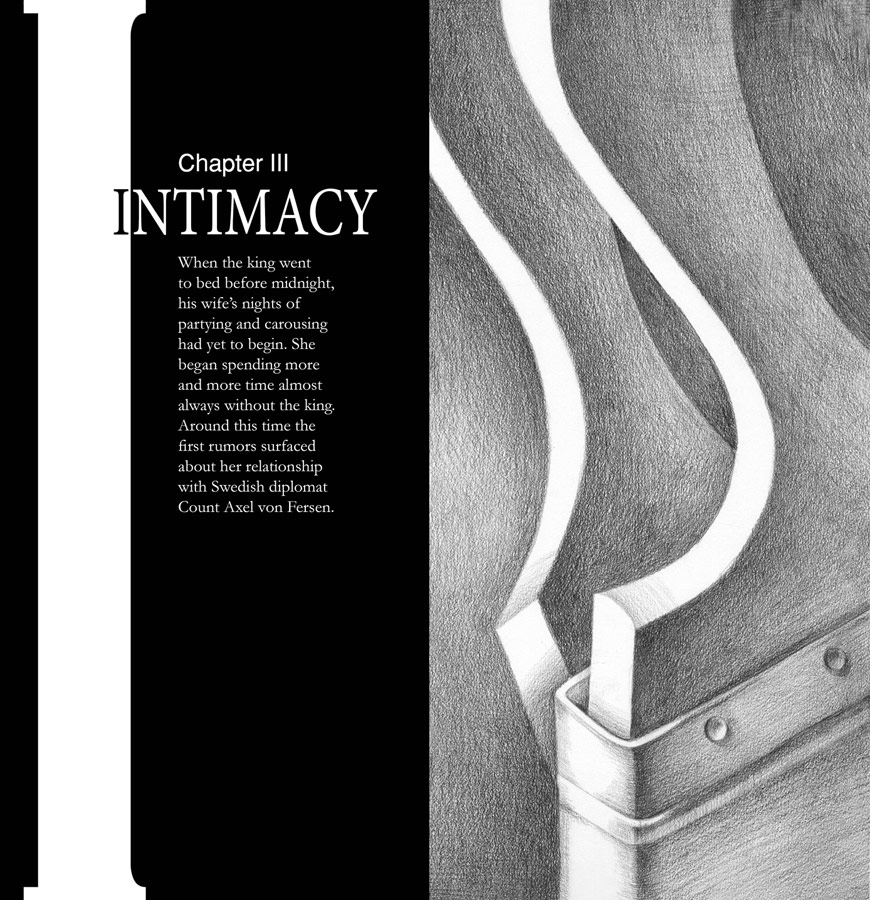 Chapter III
INTIMACY
When the king went
to bed before midnight,
his wife’s nights of
partying and carousing
had yet to begin. She
began spending more
and more time almost
always without the king.
Around this time the
first rumors surfaced
about her relationship
with Swedish diplomat
Count Axel von Fersen.